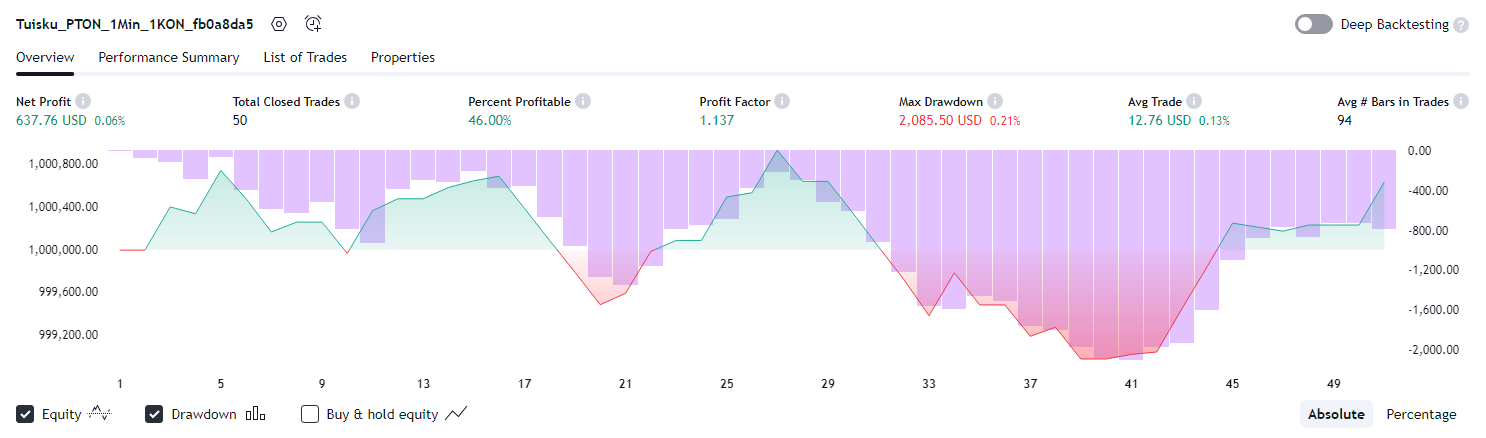 Tuisku_PTON_1Min_1KON_fb0a8da5 Deep Backtesting ?
Overview Performance Summary List of Trades Properties
Net Profit i Total Closed Trades i Percent Profitable i Profit Factor i Max Drawdown i Avg Trade i Avg # Bars in Trades i
637.76 USD 0.06% 50 46.00% 1.137 2,085.50 USD 0.21% 12.76 USD 0.13% 94
1,000,800.00 0.00
1,000,400.00 -400.00
1,000,000.00 -800.00
999,600.00 -1,200.00
999,200.00 -1,600.00
-2,000.00
1 5 9 13 17 21 25 29 33 37 41 45 49
Equity Drawdown Buy & hold equity Absolute Percentage